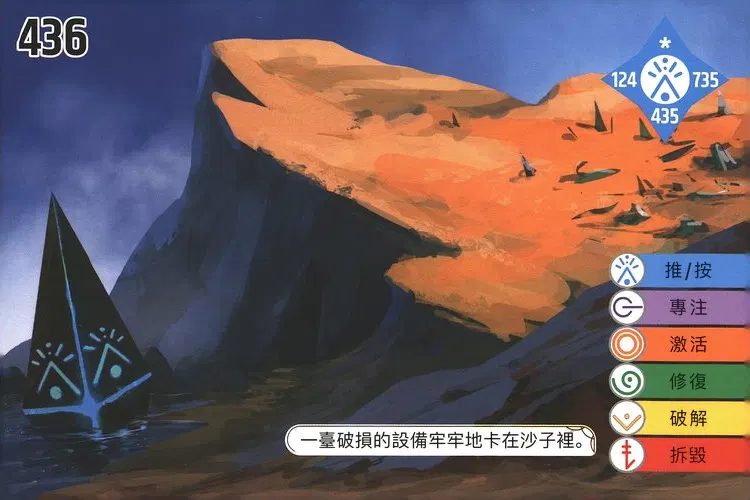 436
*
124 735
435
推/按
專注
激活
修復
破解
拆毀
一臺破損的設備牢牢地卡在沙子裡。